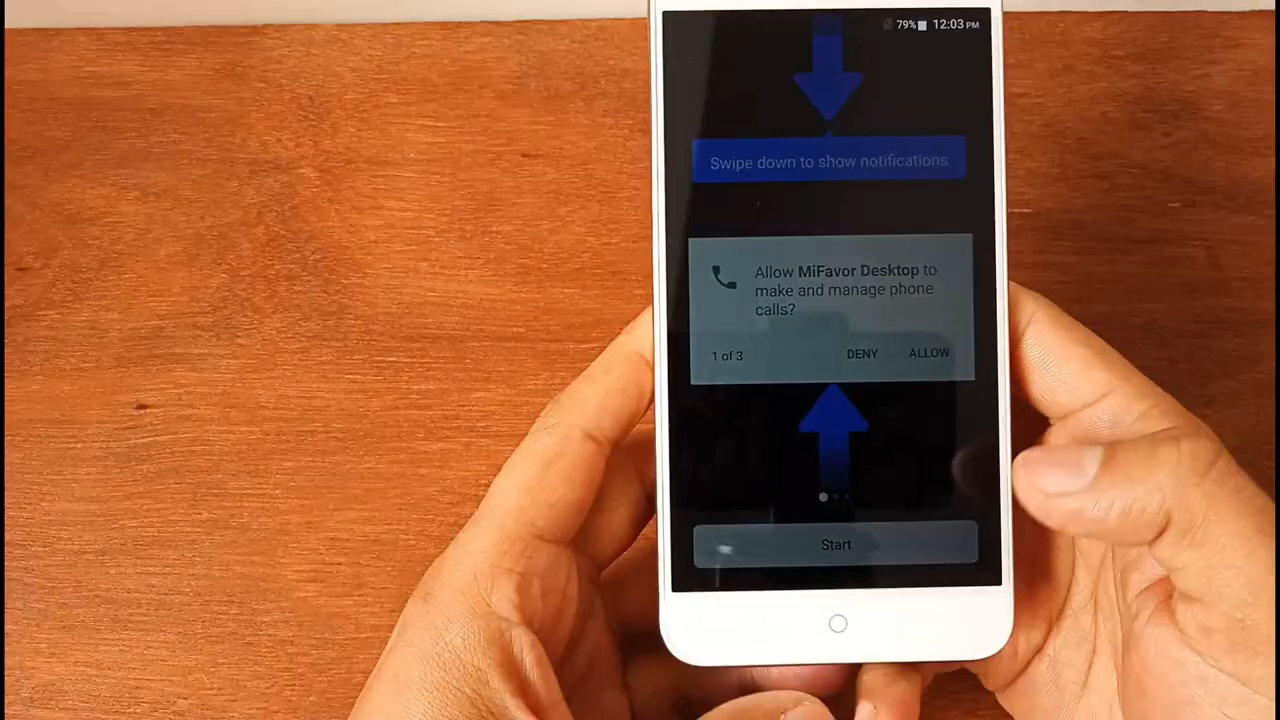 79% 12:03 PM
Swipe down to show notifications
Allow MiFavor Desktop to
make and manage phone
calls?
1 of 3 DENY ALLOW
Start